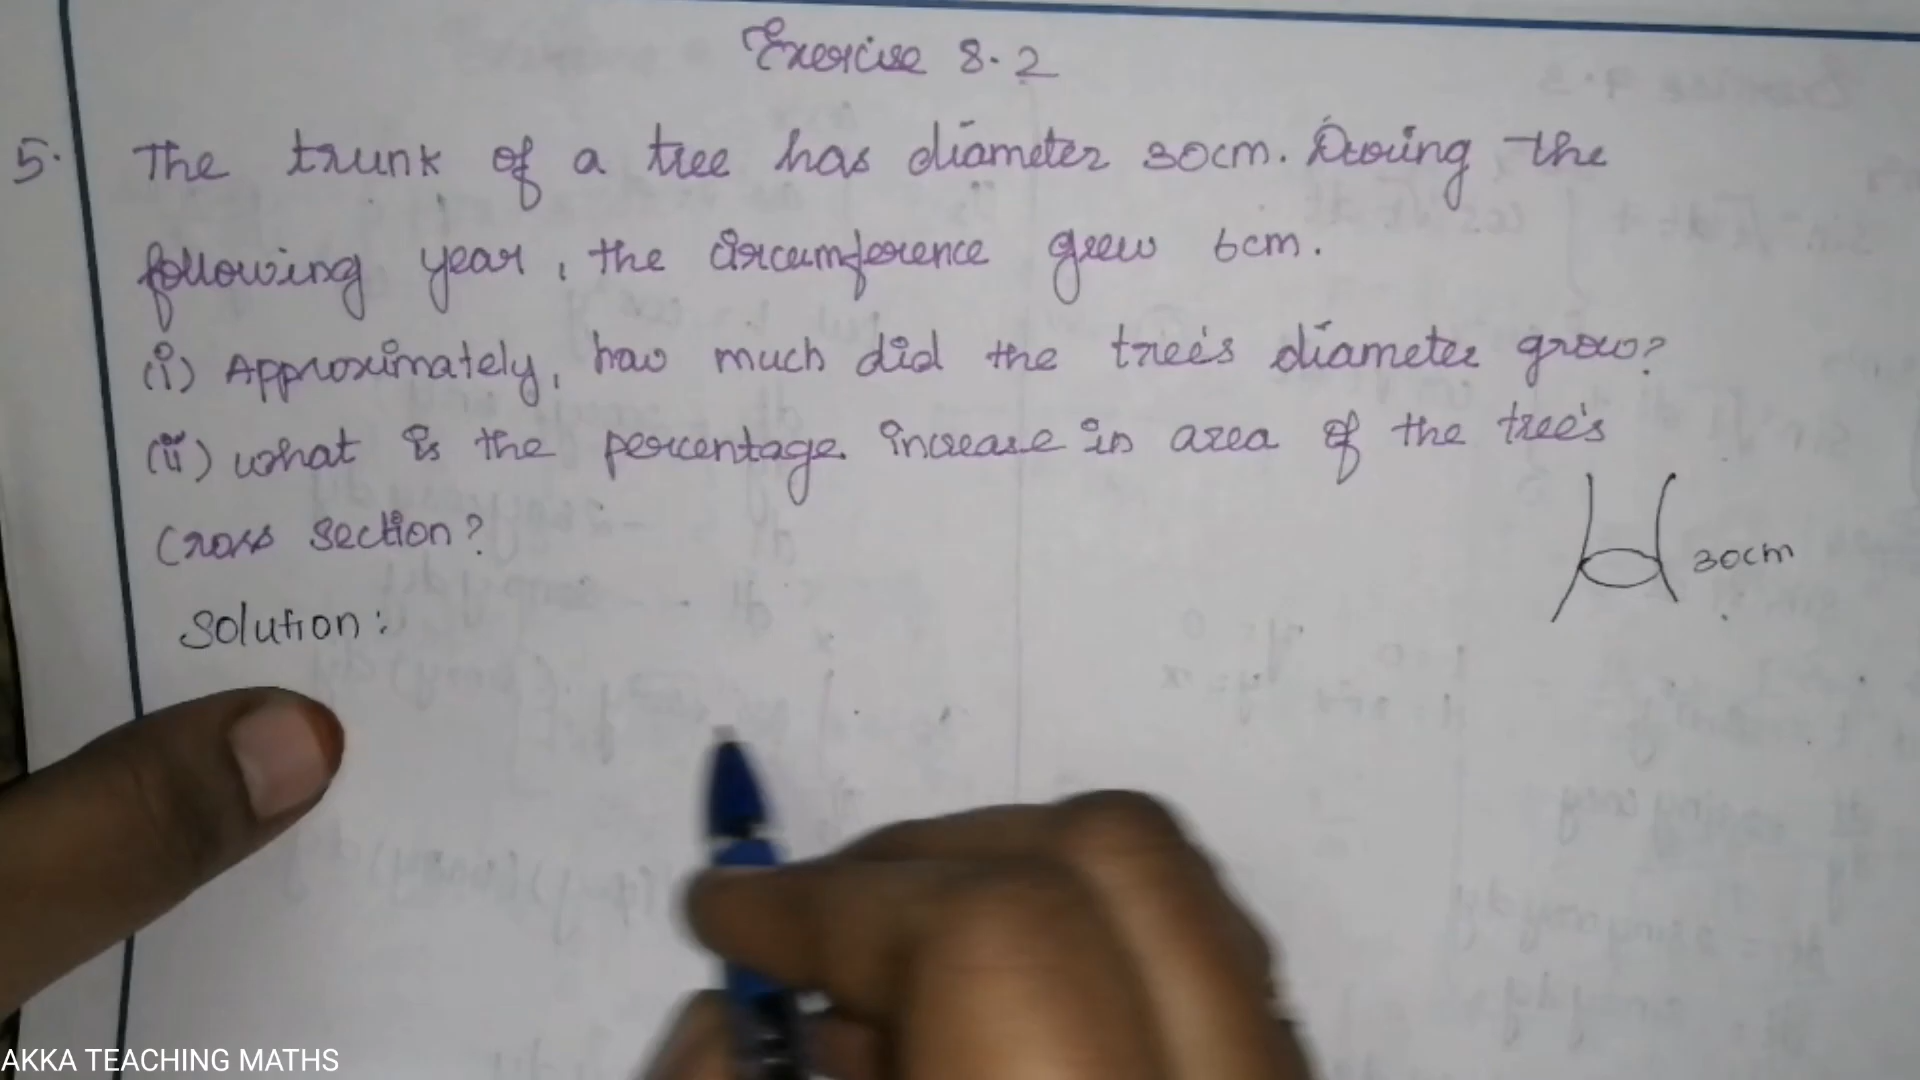 Exercise 8.2
5. The trunk of a tree has diameter 30cm. During the
following year, the circumference grew 6cm.
(i) Approximately, how much did the tree's diameter grow?
(ii) what is the percentage increase in area of the tree's
Cross section?
30cm
Solution:
AKKA TEACHING MATHS